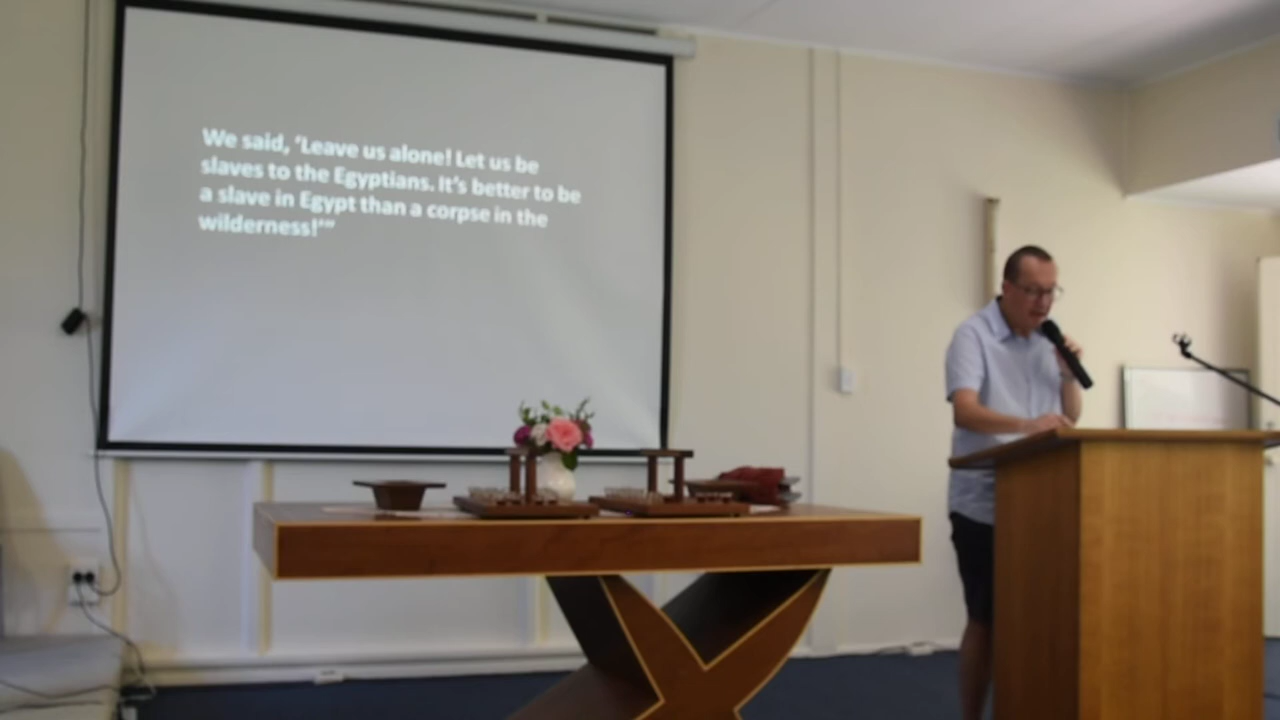 We said, ‘Leave us alone! Let us be
slaves to the Egyptians. It’s better to be
a slave in Egypt than a corpse in the
wilderness!’”